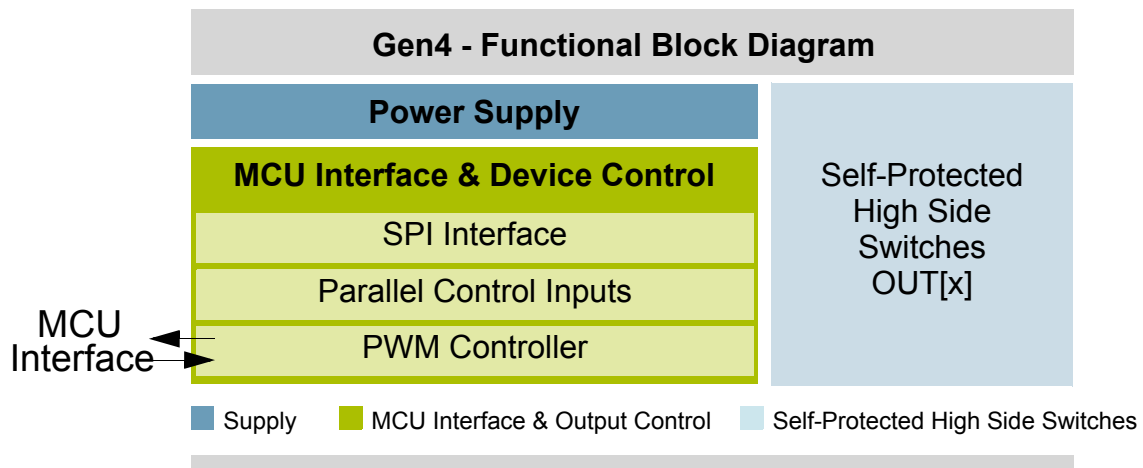 Gen4 - Functional Block Diagram
Power Supply
MCU Interface & Device Control
SPI Interface
Parallel Control Inputs
PWM Controller
MCU
Interface
Self-Protected
High Side
Switches
OUT[x]
Supply
MCU Interface & Output Control
Self-Protected High Side Switches